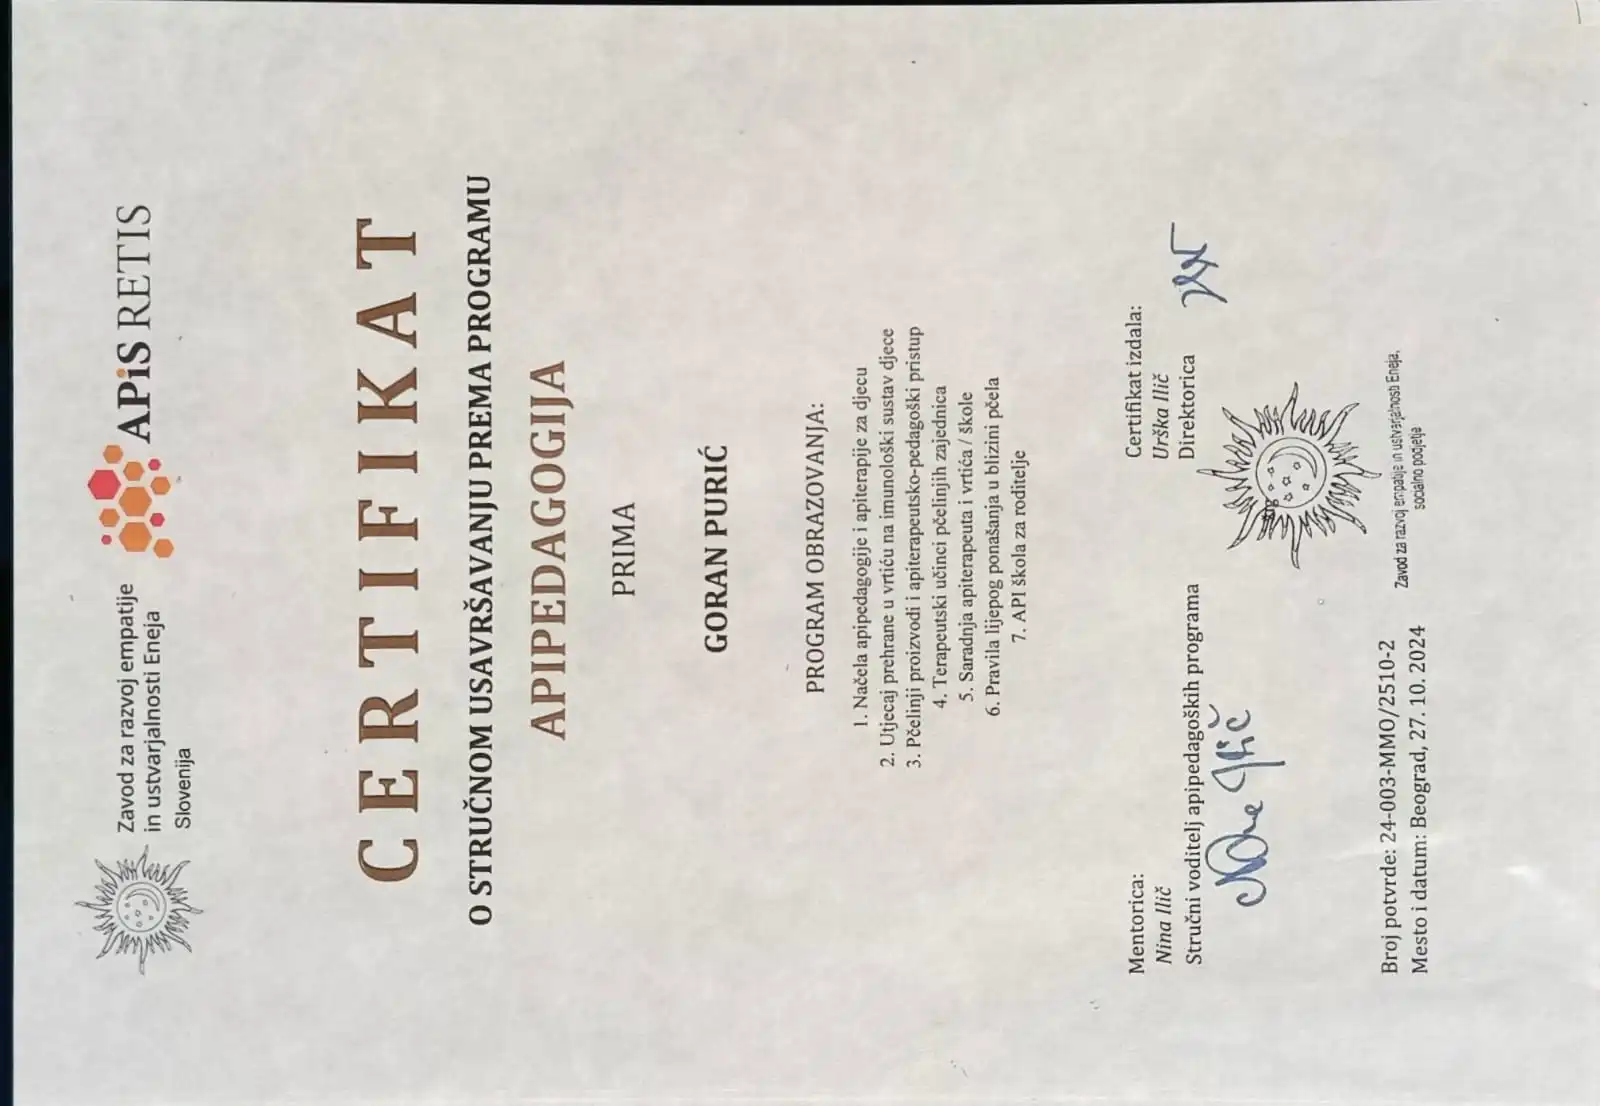 Zavod za razvoj empatije
in ustvarjalnosti Eneja
Slovenija
APiS RETIS
CERTIFIKAT
O STRUČNOM USAVRŠAVANJU PREMA PROGRAMU
APIPEDAGOGIJA
PRIMA
GORAN PURIĆ
PROGRAM OBRAZOVANJA:
1. Načela apipedagogije i apiterapije za djecu
2. Utjecaj prehrane u vrtiću na imunološki sustav djece
3. Pčelinji proizvodi i apiterapeutsko-pedagoški pristup
4. Terapeutski učinci pčelinjih zajednica
5. Saradnja apiterapeuta i vrtića / škole
6. Pravila lijepog ponašanja u blizini pčela
7. API škola za roditelje
Mentorica:
Nina Ilič
Stručni voditelj apipedagoških programa
Nina Ilič
Certifikat izdala:
Urška Ilič
Direktorica
Zavod za razvoj empatije in ustvarjalnosti Eneja,
socialno podjetje
Broj potvrde: 24-003-MMO/2510-2
Mesto i datum: Beograd, 27. 10. 2024